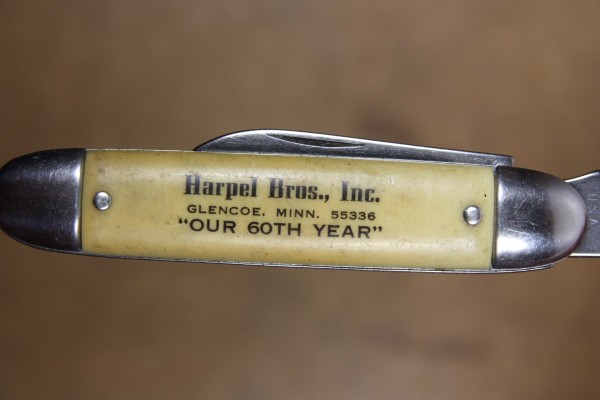 Harpel Bros., Inc.
GLENCOE, MINN. 55336
"OUR 60TH YEAR"